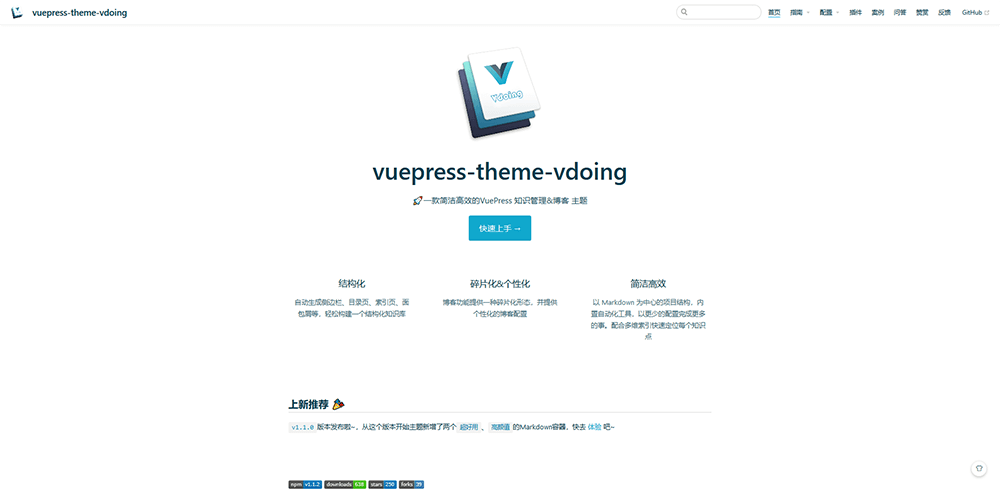 vuepress-theme-vdoing
首页 指南 配置 插件 案例 问答 赞赏 反馈 GitHub
Vdoing
vuepress-theme-vdoing
🚀一款简洁高效的VuePress 知识管理&博客 主题
快速上手 →
结构化
自动生成侧边栏、目录页、索引页、面
包屑等，轻松构建一个结构化知识库
碎片化&个性化
博客功能提供一种碎片化形态，并提供
个性化的博客配置
简洁高效
以 Markdown 为中心的项目结构，内
置自动化工具，以更少的配置完成更多
的事。配合多维索引快速定位每个知识
点
上新推荐 🎉
v1.1.0 版本发布啦~，从这个版本开始主题新增了两个 超好用 、 高颜值 的Markdown容器，快去 体验 吧~
npm v1.1.2 downloads 638 stars 250 forks 39